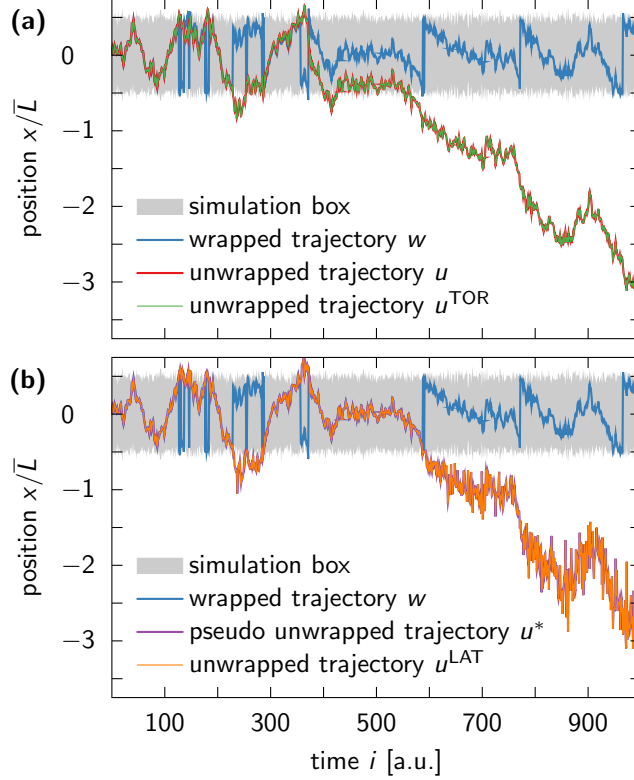 (a)
0
−1
−2
−3
position x/L̅
simulation box
wrapped trajectory w
unwrapped trajectory u
unwrapped trajectory u^TOR
(b)
0
−1
−2
−3
position x/L̅
simulation box
wrapped trajectory w
pseudo unwrapped trajectory u*
unwrapped trajectory u^LAT
100 300 500 700 900
time i [a.u.]